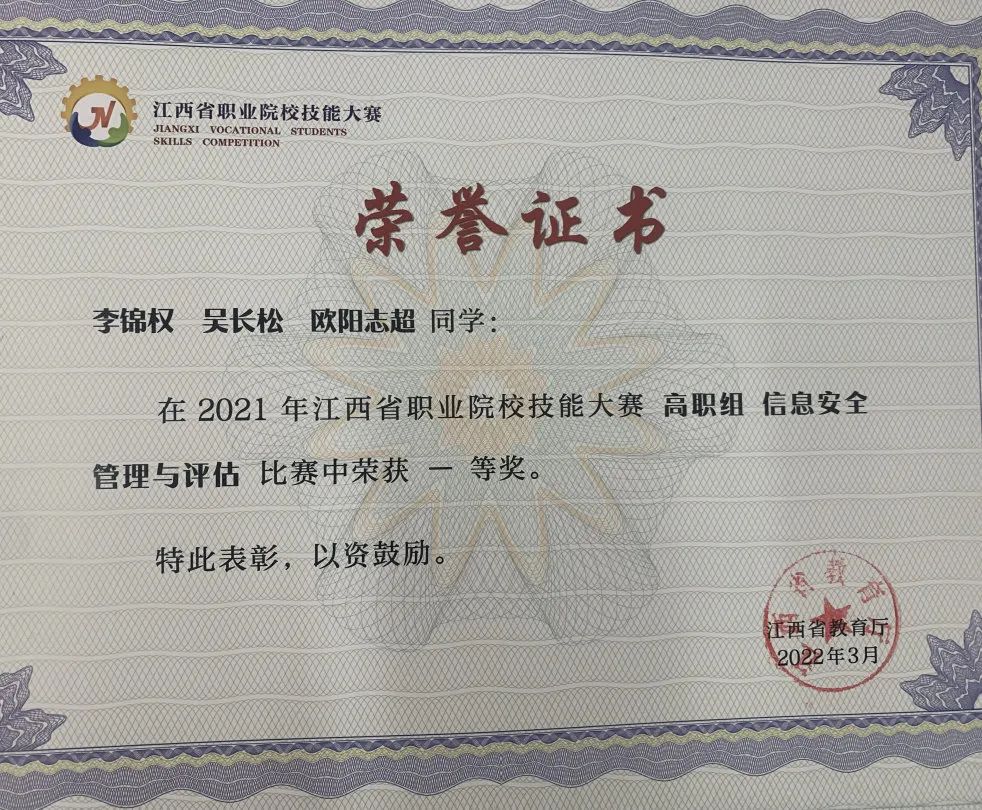 江西省职业院校技能大赛
JIANGXI VOCATIONAL STUDENTS
SKILLS COMPETITION
荣誉证书
李锦权 吴长松 欧阳志超 同学：
在 2021 年江西省职业院校技能大赛 高职组 信息安全
管理与评估 比赛中荣获 一 等奖。
特此表彰，以资鼓励。
江西省教育厅
2022年3月